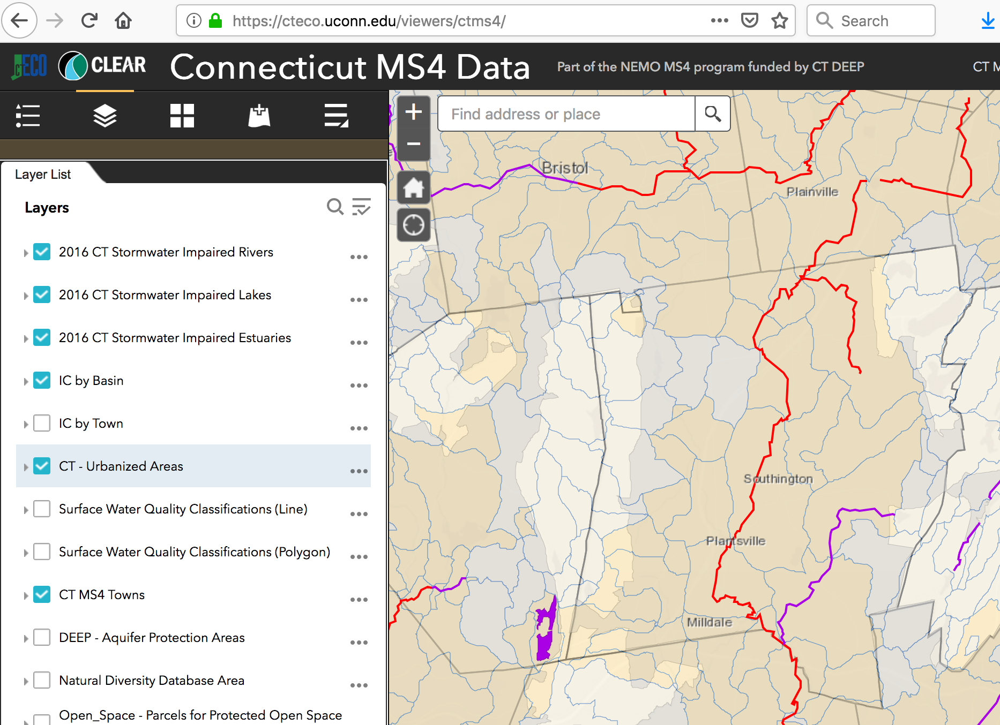 https://cteco.uconn.edu/viewers/ctms4/
Search
CTECO
CLEAR
Connecticut MS4 Data
Part of the NEMO MS4 program funded by CT DEEP
CT M
Find address or place
Layer List
Layers
2016 CT Stormwater Impaired Rivers
2016 CT Stormwater Impaired Lakes
2016 CT Stormwater Impaired Estuaries
IC by Basin
IC by Town
CT - Urbanized Areas
Surface Water Quality Classifications (Line)
Surface Water Quality Classifications (Polygon)
CT MS4 Towns
DEEP - Aquifer Protection Areas
Natural Diversity Database Area
Open_Space - Parcels for Protected Open Space
Bristol
Plainville
Southington
Plantsville
Milldale